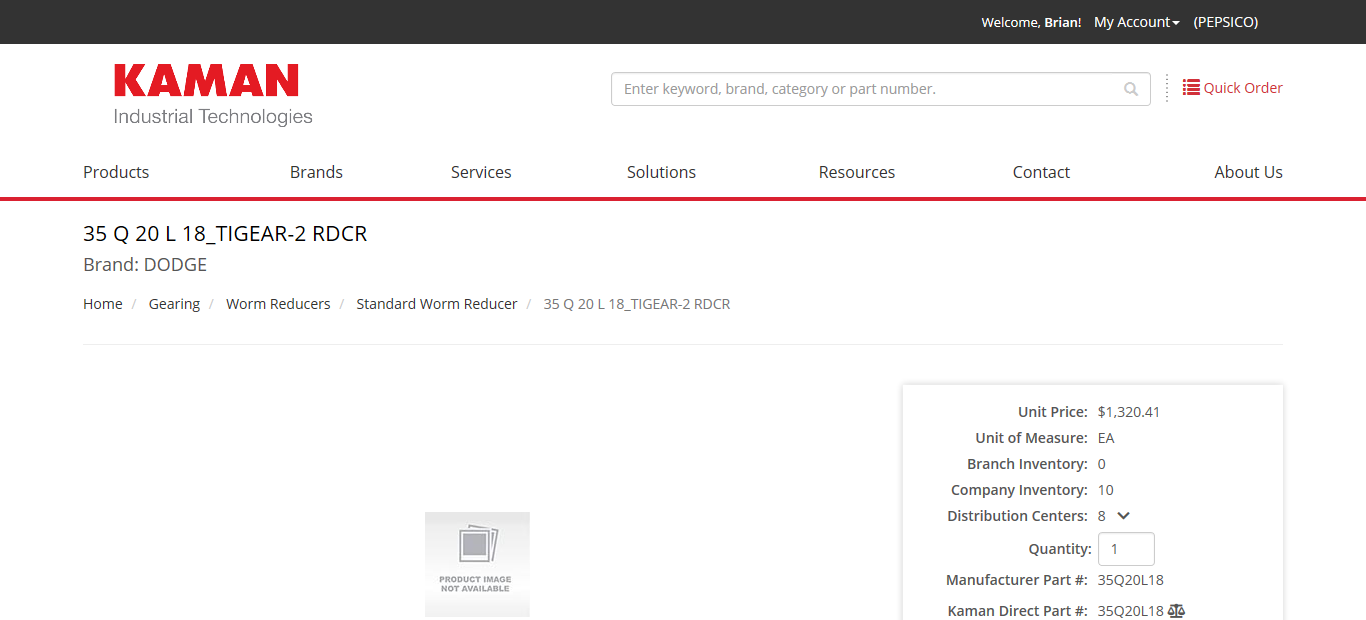 Welcome, Brian! My Account (PEPSICO)
KAMAN
Industrial Technologies
Enter keyword, brand, category or part number.
Quick Order
Products Brands Services Solutions Resources Contact About Us
35 Q 20 L 18_TIGEAR-2 RDCR
Brand: DODGE
Home / Gearing / Worm Reducers / Standard Worm Reducer / 35 Q 20 L 18_TIGEAR-2 RDCR
PRODUCT IMAGE
NOT AVAILABLE
Unit Price: $1,320.41
Unit of Measure: EA
Branch Inventory: 0
Company Inventory: 10
Distribution Centers: 8
Quantity: 1
Manufacturer Part #: 35Q20L18
Kaman Direct Part #: 35Q20L18